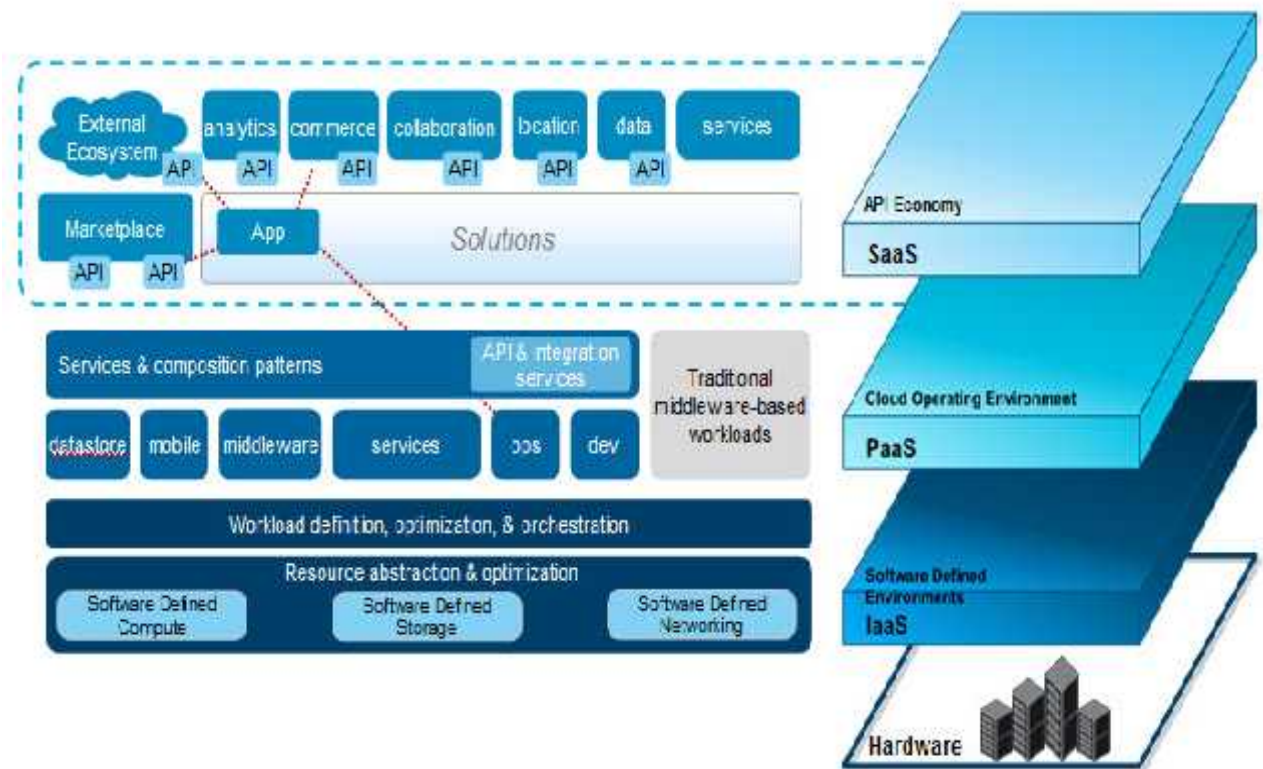 External
Ecosystem
API
analytics
API
commerce
API
collaboration
API
location
API
data
API
services
Marketplace
API
API
App
Solutions
Services & composition patterns
API & integration
services
datastore
mobile
middleware
services
ops
dev
Traditional
middleware-based
workloads
Workload definition, optimization, & orchestration
Resource abstraction & optimization
Software Defined
Compute
Software Defined
Storage
Software Defined
Networking
API Economy
SaaS
Cloud Operating Environment
PaaS
Software Defined
Environments
IaaS
Hardware